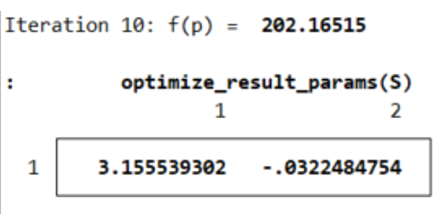 Iteration 10: f(p) = 202.16515
: optimize_result_params(S)
1 2
1 3.155539302 -.0322484754